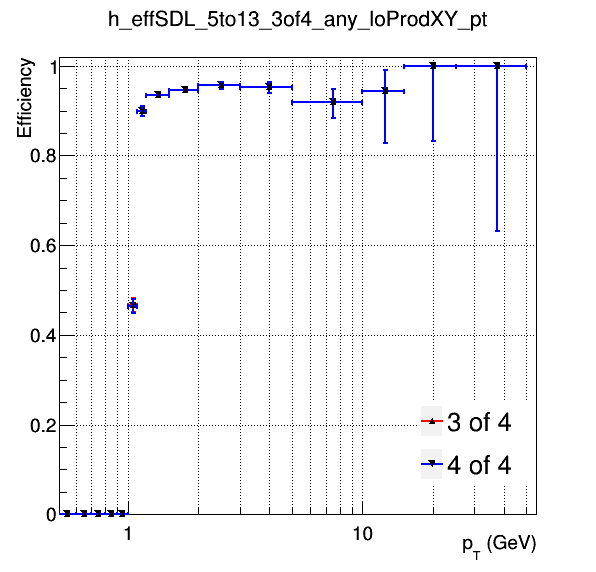 h_effSDL_5to13_3of4_any_loProdXY_pt
Efficiency
1
0.8
0.6
0.4
0.2
0
3 of 4
4 of 4
1
10
p_T (GeV)